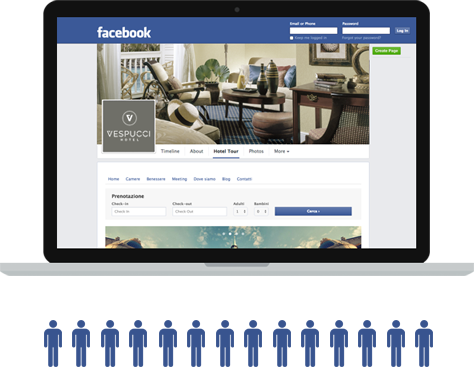 facebook
Email or Phone Password
Keep me logged in Forgot your password?
Log In
Create Page
V
VESPUCCI
HOTEL
Timeline About Hotel Tour Photos More
Home Camere Benessere Meeting Dove siamo Blog Contatti
Prenotazione
Check-in Check-out Adulti Bambini
Check in Check Out 1 0 Cerca ›